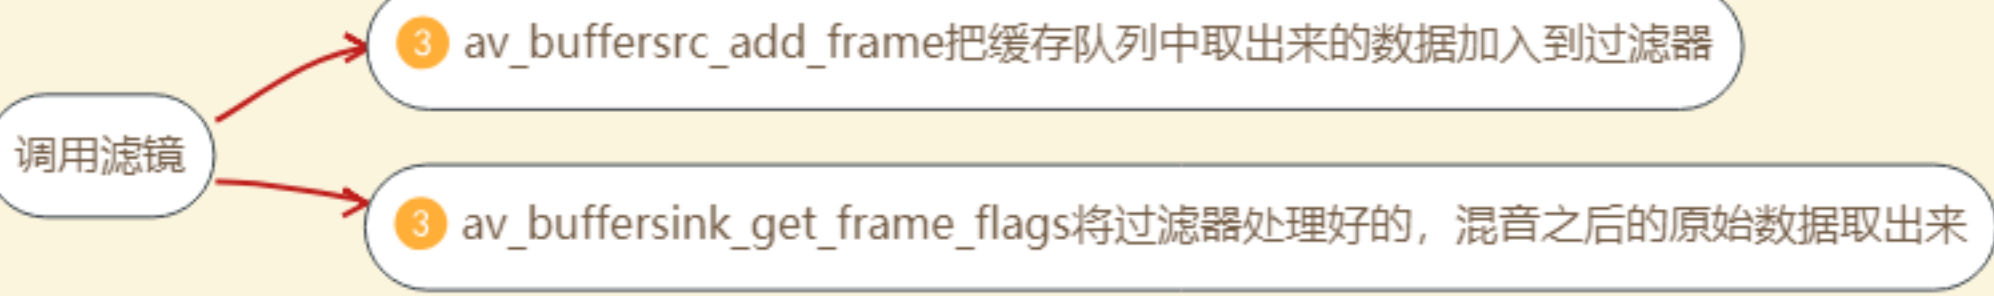 ③ av_buffersrc_add_frame把缓存队列中取出来的数据加入到过滤器
调用滤镜
③ av_buffersink_get_frame_flags将过滤器处理好的，混音之后的原始数据取出来